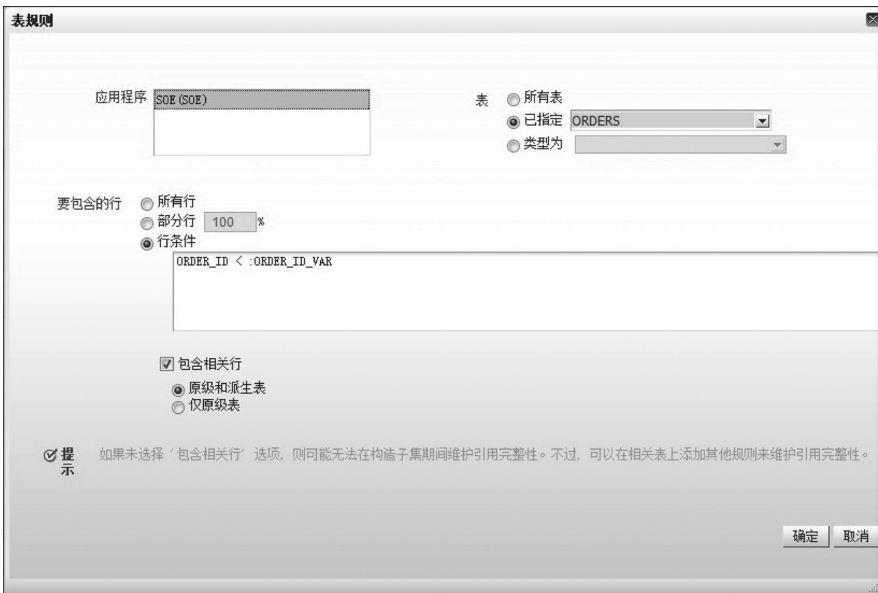 表规则
应用程序 SOE(SOE)
表 所有表
已指定 ORDERS
类型为
要包含的行 所有行
部分行 100 %
行条件
ORDER_ID < :ORDER_ID_VAR
包含相关行
原级和派生表
仅原级表
提示 如果未选择‘包含相关行’选项，则可能无法在构造子集期间维护引用完整性。不过，可以在相关表上添加其他规则来维护引用完整性。
确定 取消